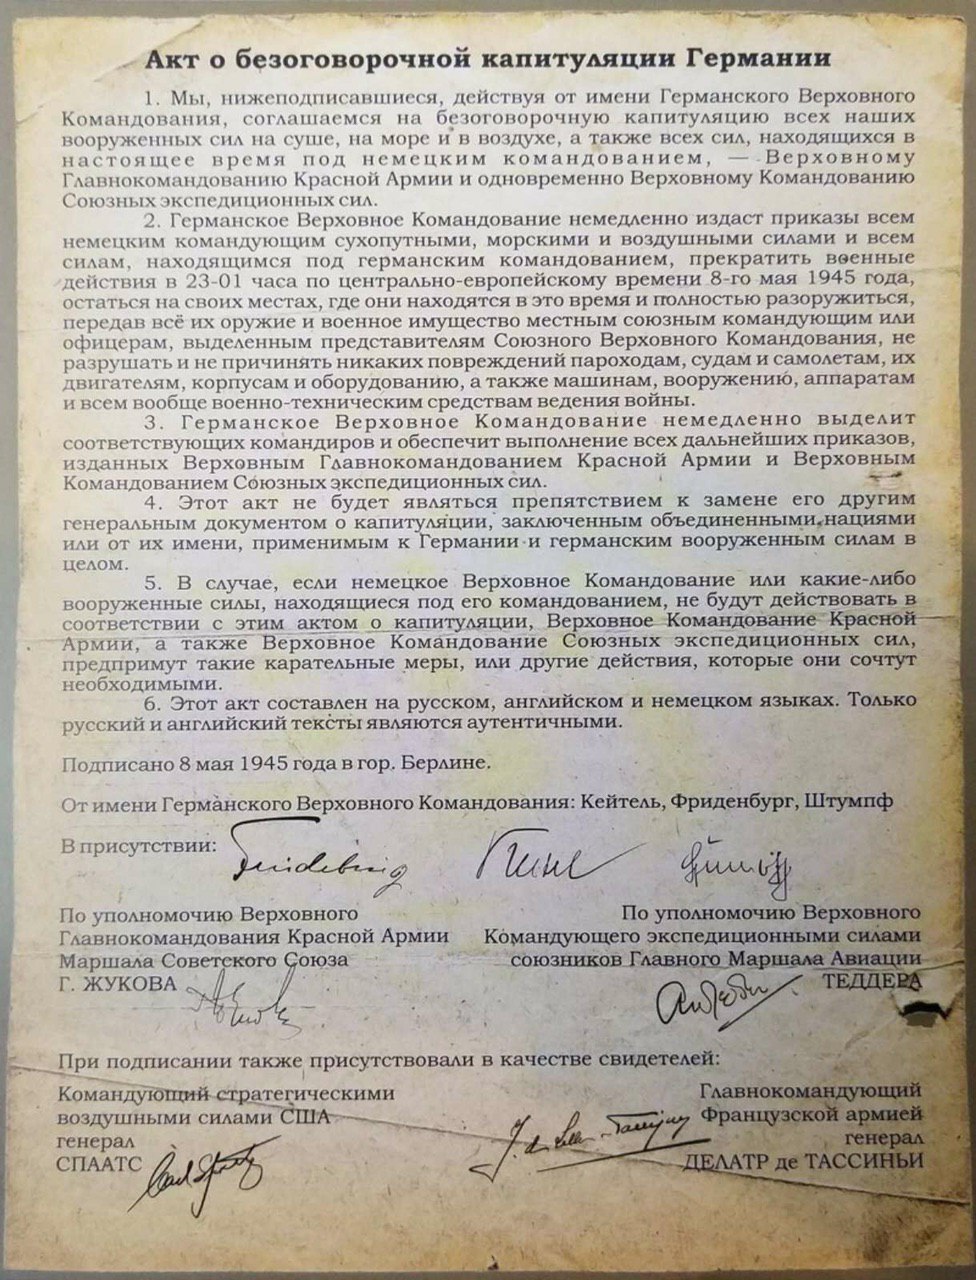 Акт о безоговорочной капитуляции Германии
1. Мы, нижеподписавшиеся, действуя от имени Германского Верховного
Командования, соглашаемся на безоговорочную капитуляцию всех наших
вооруженных сил на суше, на море и в воздухе, а также всех сил, находящихся в
настоящее время под немецким командованием, — Верховному
Главнокомандованию Красной Армии и одновременно Верховному Командованию
Союзных экспедиционных сил.
2. Германское Верховное Командование немедленно издаст приказы всем
немецким командующим сухопутными, морскими и воздушными силами и всем
силам, находящимся под германским командованием, прекратить военные
действия в 23-01 часа по центрально-европейскому времени 8-го мая 1945 года,
остаться на своих местах, где они находятся в это время и полностью разоружиться,
передав всё их оружие и военное имущество местным союзным командующим или
офицерам, выделенным представителям Союзного Верховного Командования, не
разрушать и не причинять никаких повреждений пароходам, судам и самолетам, их
двигателям, корпусам и оборудованию, а также машинам, вооружению, аппаратам
и всем вообще военно-техническим средствам ведения войны.
3. Германское Верховное Командование немедленно выделит
соответствующих командиров и обеспечит выполнение всех дальнейших приказов,
изданных Верховным Главнокомандованием Красной Армии и Верховным
Командованием Союзных экспедиционных сил.
4. Этот акт не будет являться препятствием к замене его другим
генеральным документом о капитуляции, заключенным объединенными нациями
или от их имени, применимым к Германии и германским вооруженным силам в
целом.
5. В случае, если немецкое Верховное Командование или какие-либо
вооруженные силы, находящиеся под его командованием, не будут действовать в
соответствии с этим актом о капитуляции, Верховное Командование Красной
Армии, а также Верховное Командование Союзных экспедиционных сил,
предпримут такие карательные меры, или другие действия, которые они сочтут
необходимыми.
6. Этот акт составлен на русском, английском и немецком языках. Только
русский и английский тексты являются аутентичными.
Подписано 8 мая 1945 года в гор. Берлине.
От имени Германского Верховного Командования: Кейтель, Фриденбург, Штумпф
В присутствии:
По уполномочию Верховного
Главнокомандования Красной Армии
Маршала Советского Союза
Г. ЖУКОВА
По уполномочию Верховного
Командующего экспедиционными силами
союзников Главного Маршала Авиации
ТЕДДЕРА
При подписании также присутствовали в качестве свидетелей:
Командующий стратегическими
воздушными силами США
генерал
СПААТС
Главнокомандующий
Французской армией
генерал
ДЕЛАТР де ТАССИНЬИ